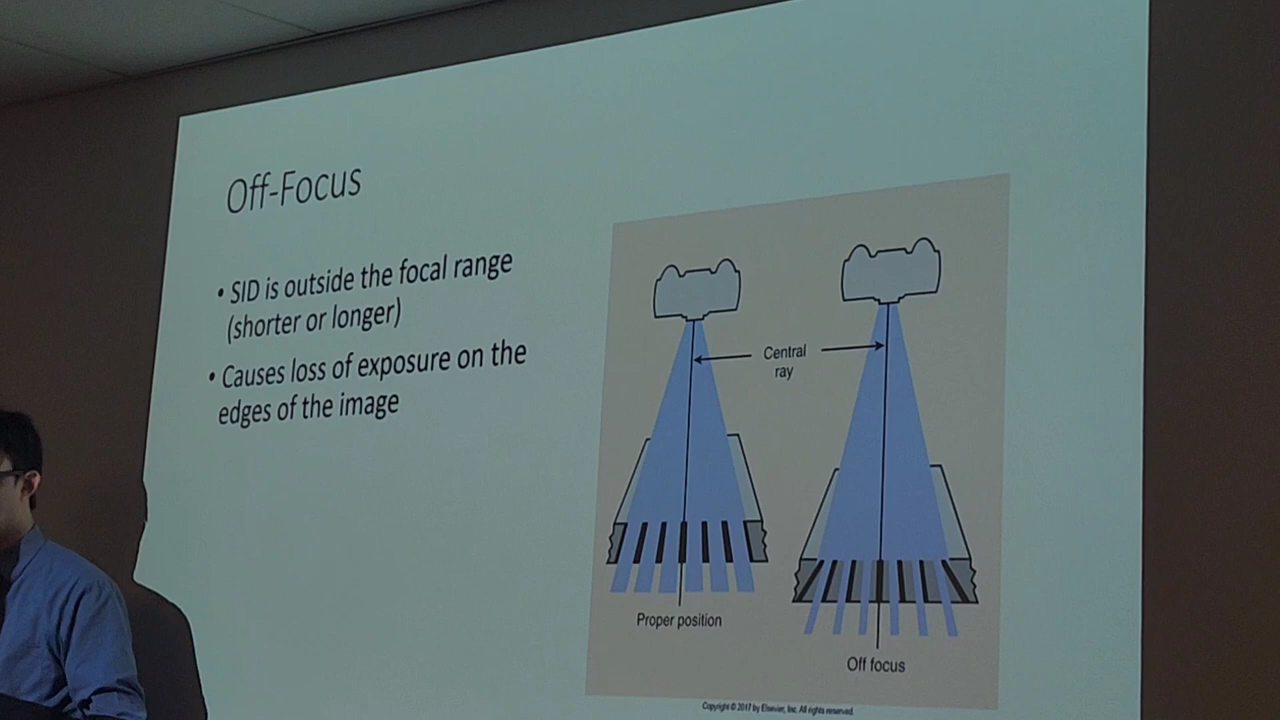 Off-Focus
• SID is outside the focal range
(shorter or longer)
• Causes loss of exposure on the
edges of the image
Central
ray
Proper position
Off focus
Copyright © 2017 by Elsevier, Inc. All rights reserved.